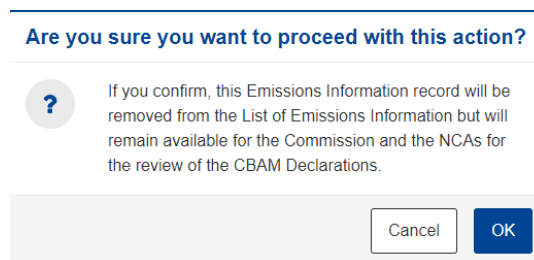 Are you sure you want to proceed with this action?
?
If you confirm, this Emissions Information record will be
removed from the List of Emissions Information but will
remain available for the Commission and the NCAs for
the review of the CBAM Declarations.
Cancel OK